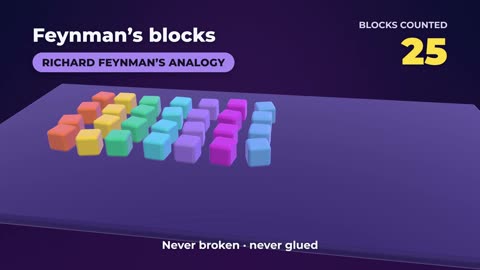 Feynman’s blocks
RICHARD FEYNMAN’S ANALOGY
BLOCKS COUNTED
25
Never broken · never glued